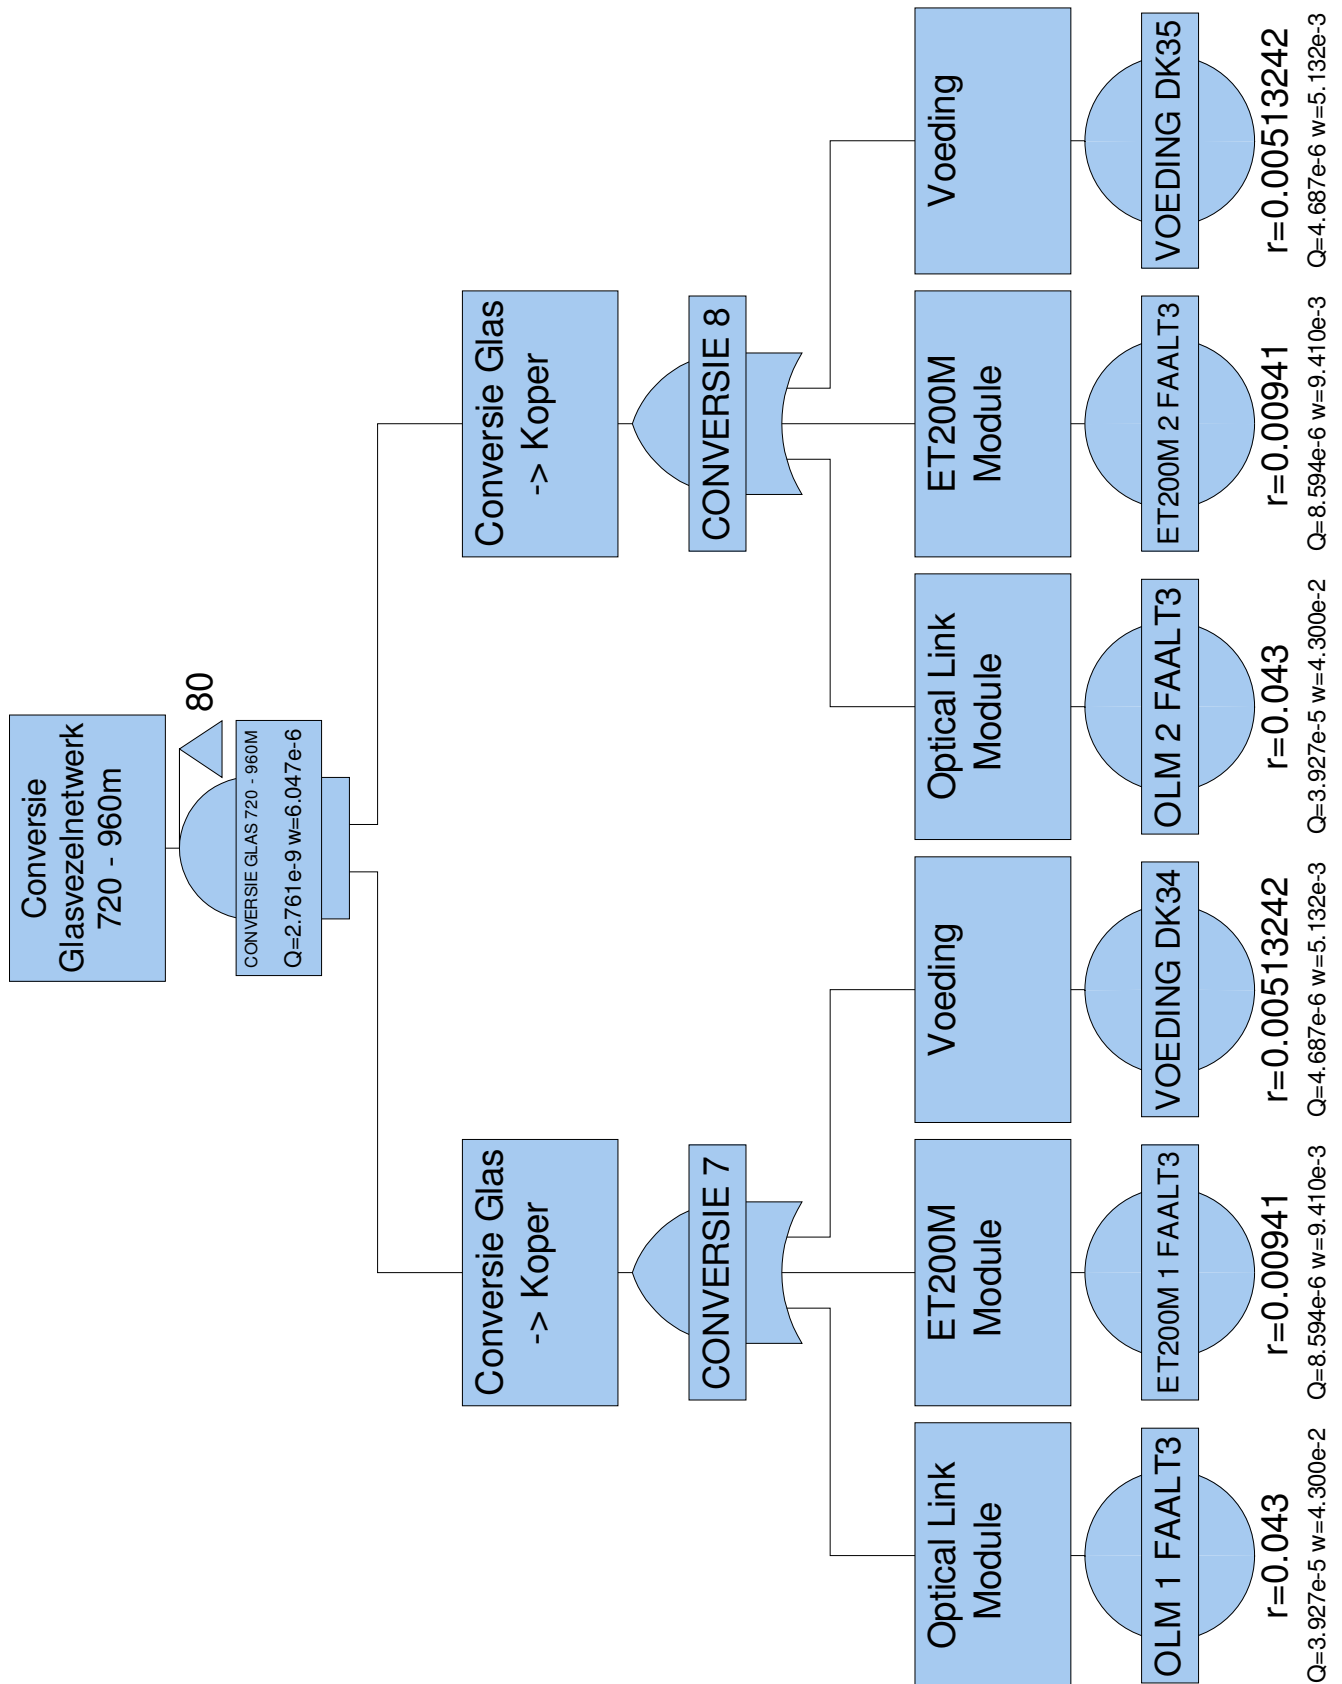 Conversie
Glasvezelnetwerk
720 - 960m
80
CONVERSIE GLAS 720 - 960M
Q=2.761e-9 w=6.047e-6
Conversie Glas
-> Koper
CONVERSIE 7
Conversie Glas
-> Koper
CONVERSIE 8
Optical Link
Module
OLM 1 FAALT3
r=0.043
Q=3.927e-5 w=4.300e-2
ET200M
Module
ET200M 1 FAALT3
r=0.00941
Q=8.594e-6 w=9.410e-3
Voeding
VOEDING DK34
r=0.00513242
Q=4.687e-6 w=5.132e-3
Optical Link
Module
OLM 2 FAALT3
r=0.043
Q=3.927e-5 w=4.300e-2
ET200M
Module
ET200M 2 FAALT3
r=0.00941
Q=8.594e-6 w=9.410e-3
Voeding
VOEDING DK35
r=0.00513242
Q=4.687e-6 w=5.132e-3